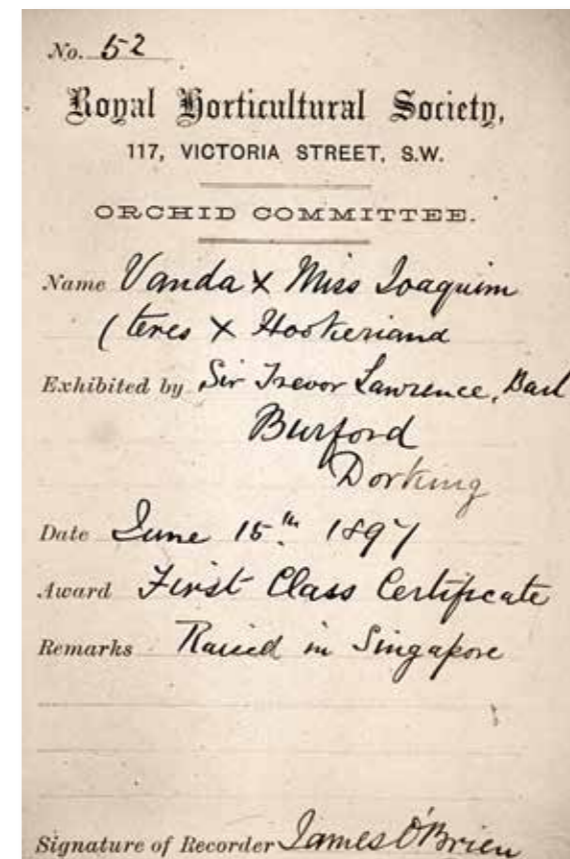 No. 52
Royal Horticultural Society,
117, VICTORIA STREET, S.W.
ORCHID COMMITTEE.
Name Vanda × Miss Joaquim
(teres × Hookeriana
Exhibited by Sir Trevor Lawrence, Bart
Burford
Dorking
Date June 15th. 1897
Award First Class Certificate
Remarks Raised in Singapore
Signature of Recorder James O'Brien